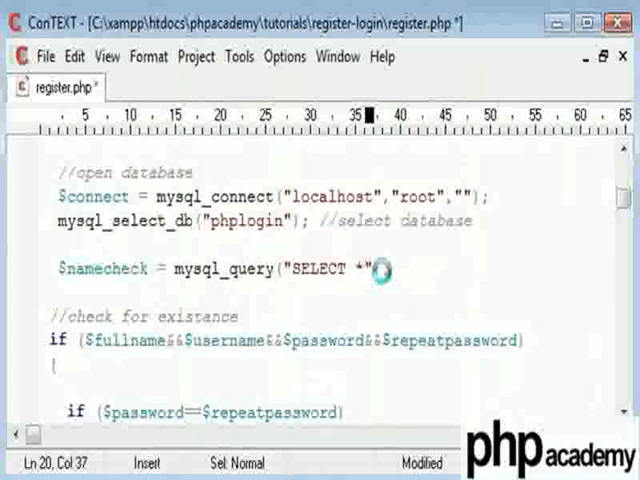 ConTEXT - [C:\xampp\htdocs\phpacademy\tutorials\register-login\register.php *]
File Edit View Format Project Tools Options Window Help
register.php *
5 10 15 20 25 30 35 40 45 50 55 60 65
//open database
$connect = mysql_connect("localhost","root","");
mysql_select_db("phplogin"); //select database
$namecheck = mysql_query("SELECT *"
//check for existance
if ($fullname&&$username&&$password&&$repeatpassword)
{
if ($password==$repeatpassword)
Ln 20, Col 37 Insert Sel: Normal Modified
php academy